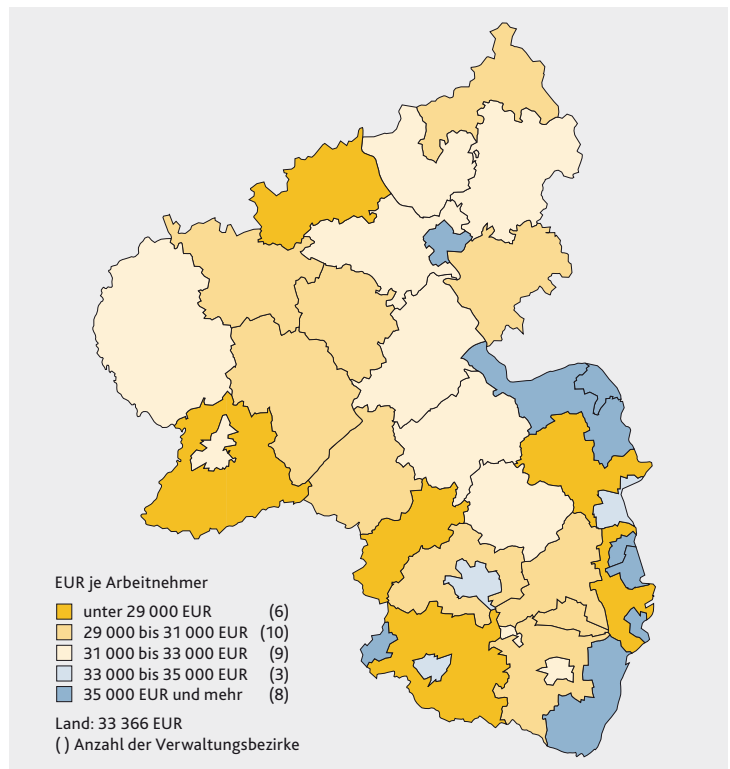 EUR je Arbeitnehmer
unter 29 000 EUR (6)
29 000 bis 31 000 EUR (10)
31 000 bis 33 000 EUR (9)
33 000 bis 35 000 EUR (3)
35 000 EUR und mehr (8)
Land: 33 366 EUR
( ) Anzahl der Verwaltungsbezirke